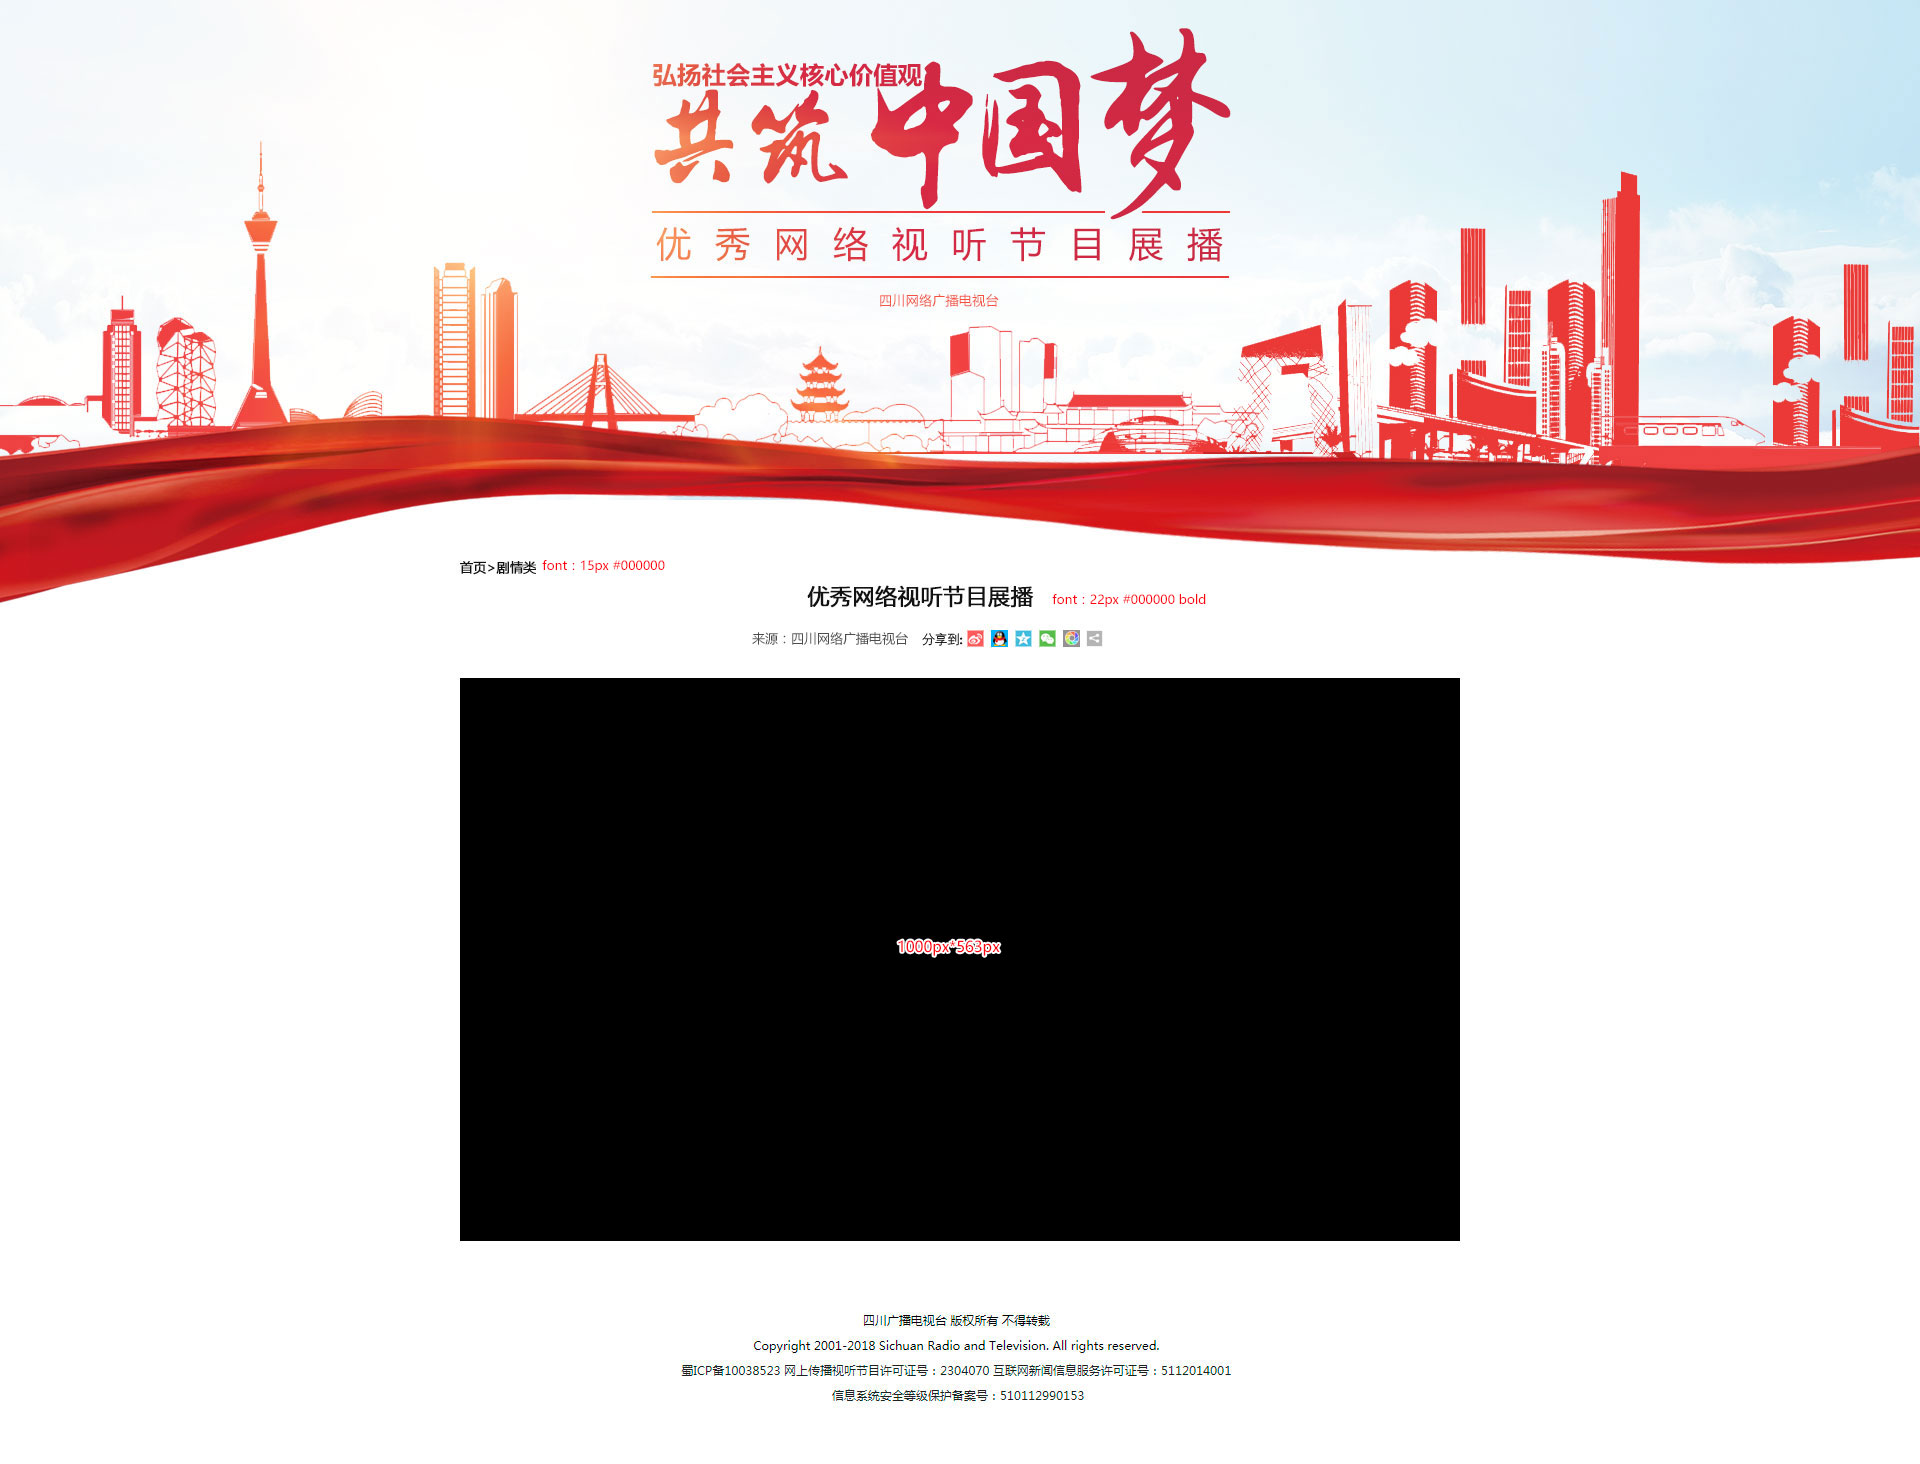 弘扬社会主义核心价值观
共筑中国梦
优秀网络视听节目展播
四川网络广播电视台
首页>剧情类 font：15px #000000
优秀网络视听节目展播 font：22px #000000 bold
来源：四川网络广播电视台 分享到:
1000px*563px
四川广播电视台 版权所有 不得转载
Copyright 2001-2018 Sichuan Radio and Television. All rights reserved.
蜀ICP备10038523 网上传播视听节目许可证号：2304070 互联网新闻信息服务许可证号：5112014001
信息系统安全等级保护备案号：510112990153